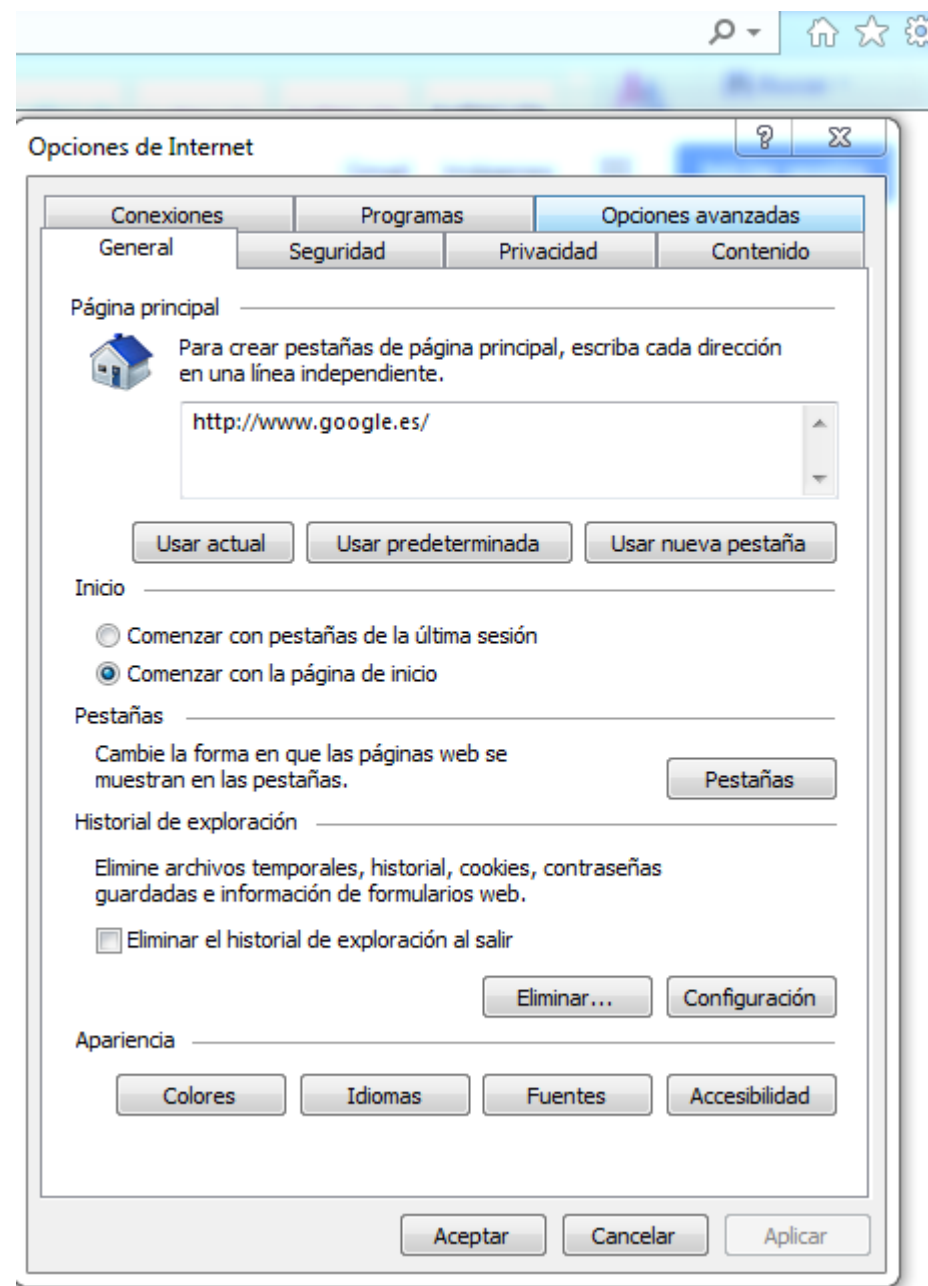 Opciones de Internet
Conexiones Programas Opciones avanzadas
General Seguridad Privacidad Contenido
Página principal
Para crear pestañas de página principal, escriba cada dirección
en una línea independiente.
http://www.google.es/
Usar actual Usar predeterminada Usar nueva pestaña
Inicio
Comenzar con pestañas de la última sesión
Comenzar con la página de inicio
Pestañas
Cambie la forma en que las páginas web se
muestran en las pestañas.
Pestañas
Historial de exploración
Elimine archivos temporales, historial, cookies, contraseñas
guardadas e información de formularios web.
Eliminar el historial de exploración al salir
Eliminar... Configuración
Apariencia
Colores Idiomas Fuentes Accesibilidad
Aceptar Cancelar Aplicar